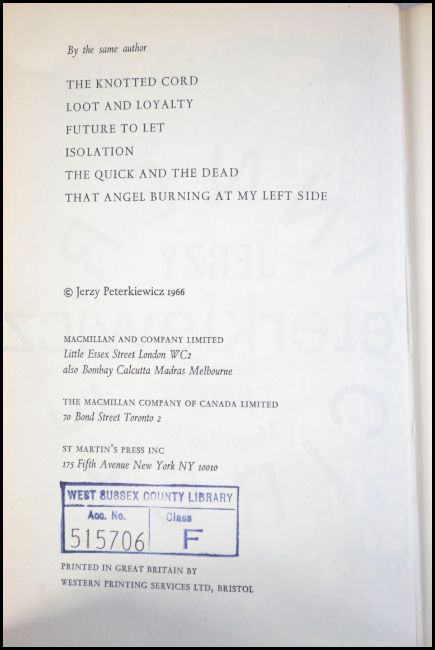 By the same author
THE KNOTTED CORD
LOOT AND LOYALTY
FUTURE TO LET
ISOLATION
THE QUICK AND THE DEAD
THAT ANGEL BURNING AT MY LEFT SIDE
© Jerzy Peterkiewicz 1966
MACMILLAN AND COMPANY LIMITED
Little Essex Street London WC2
also Bombay Calcutta Madras Melbourne
THE MACMILLAN COMPANY OF CANADA LIMITED
70 Bond Street Toronto 2
ST MARTIN'S PRESS INC
175 Fifth Avenue New York NY 10010
WEST SUSSEX COUNTY LIBRARY
Acc. No. Class
515706 F
PRINTED IN GREAT BRITAIN BY
WESTERN PRINTING SERVICES LTD, BRISTOL